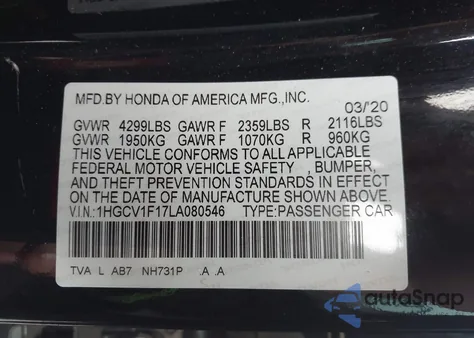 MFD.BY HONDA OF AMERICA MFG.,INC.
03/20
GVWR 4299LBS GAWR F 2359LBS R 2116LBS
GVWR 1950KG GAWR F 1070KG R 960KG
THIS VEHICLE CONFORMS TO ALL APPLICABLE
FEDERAL MOTOR VEHICLE SAFETY , BUMPER,
AND THEFT PREVENTION STANDARDS IN EFFECT
ON THE DATE OF MANUFACTURE SHOWN ABOVE.
V.I.N.: 1HGCV1F17LA080546 TYPE:PASSENGER CAR
TVA L AB7 NH731P .A .A
autoSnap